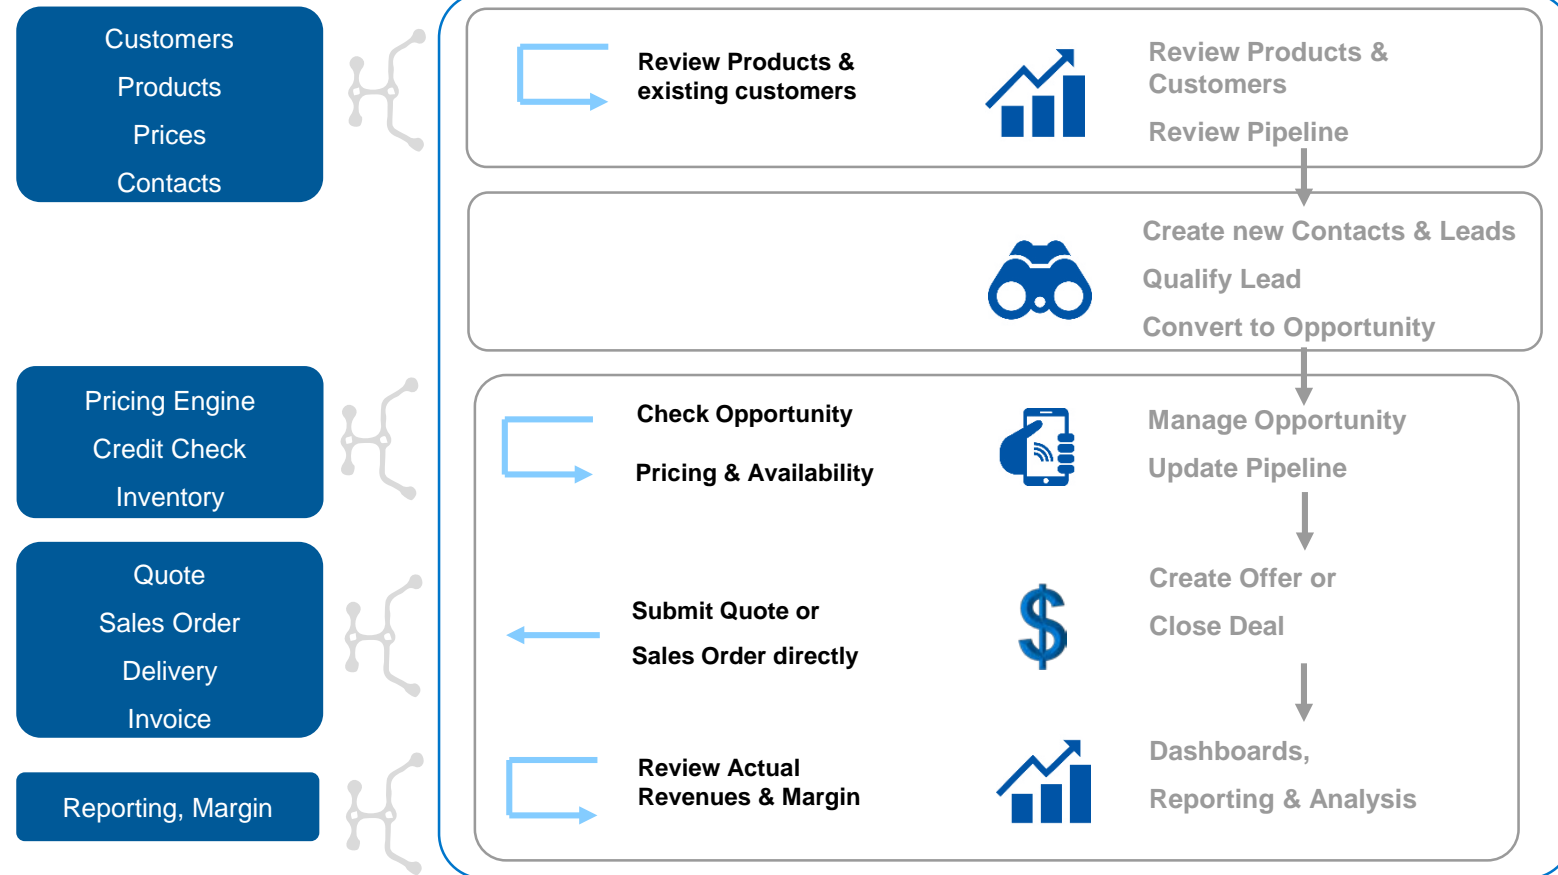 Customers
Products
Prices
Contacts
Review Products &
existing customers
Review Products &
Customers
Review Pipeline
Create new Contacts & Leads
Qualify Lead
Convert to Opportunity
Pricing Engine
Credit Check
Inventory
Check Opportunity
Pricing & Availability
Manage Opportunity
Update Pipeline
Quote
Sales Order
Delivery
Invoice
Submit Quote or
Sales Order directly
$
Create Offer or
Close Deal
Reporting, Margin
Review Actual
Revenues & Margin
Dashboards,
Reporting & Analysis